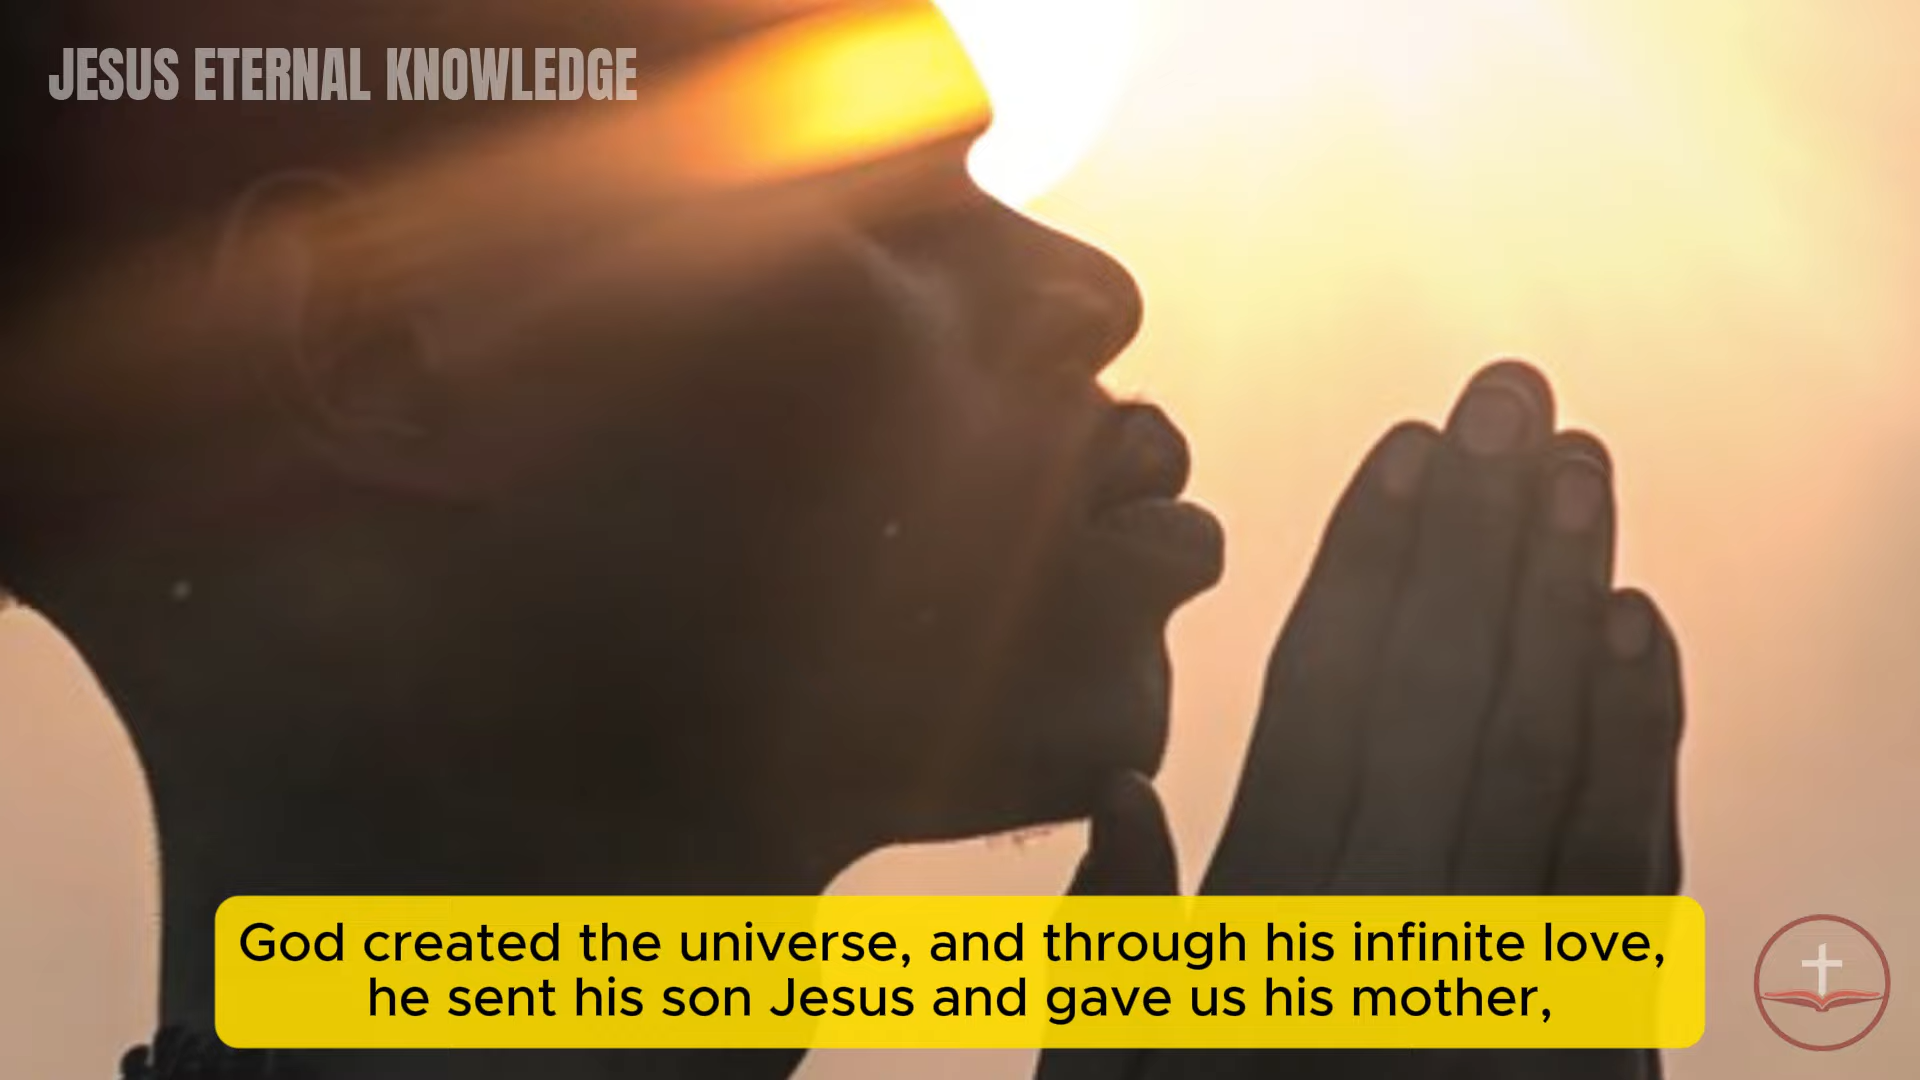 JESUS ETERNAL KNOWLEDGE
God created the universe, and through his infinite love,
he sent his son Jesus and gave us his mother,